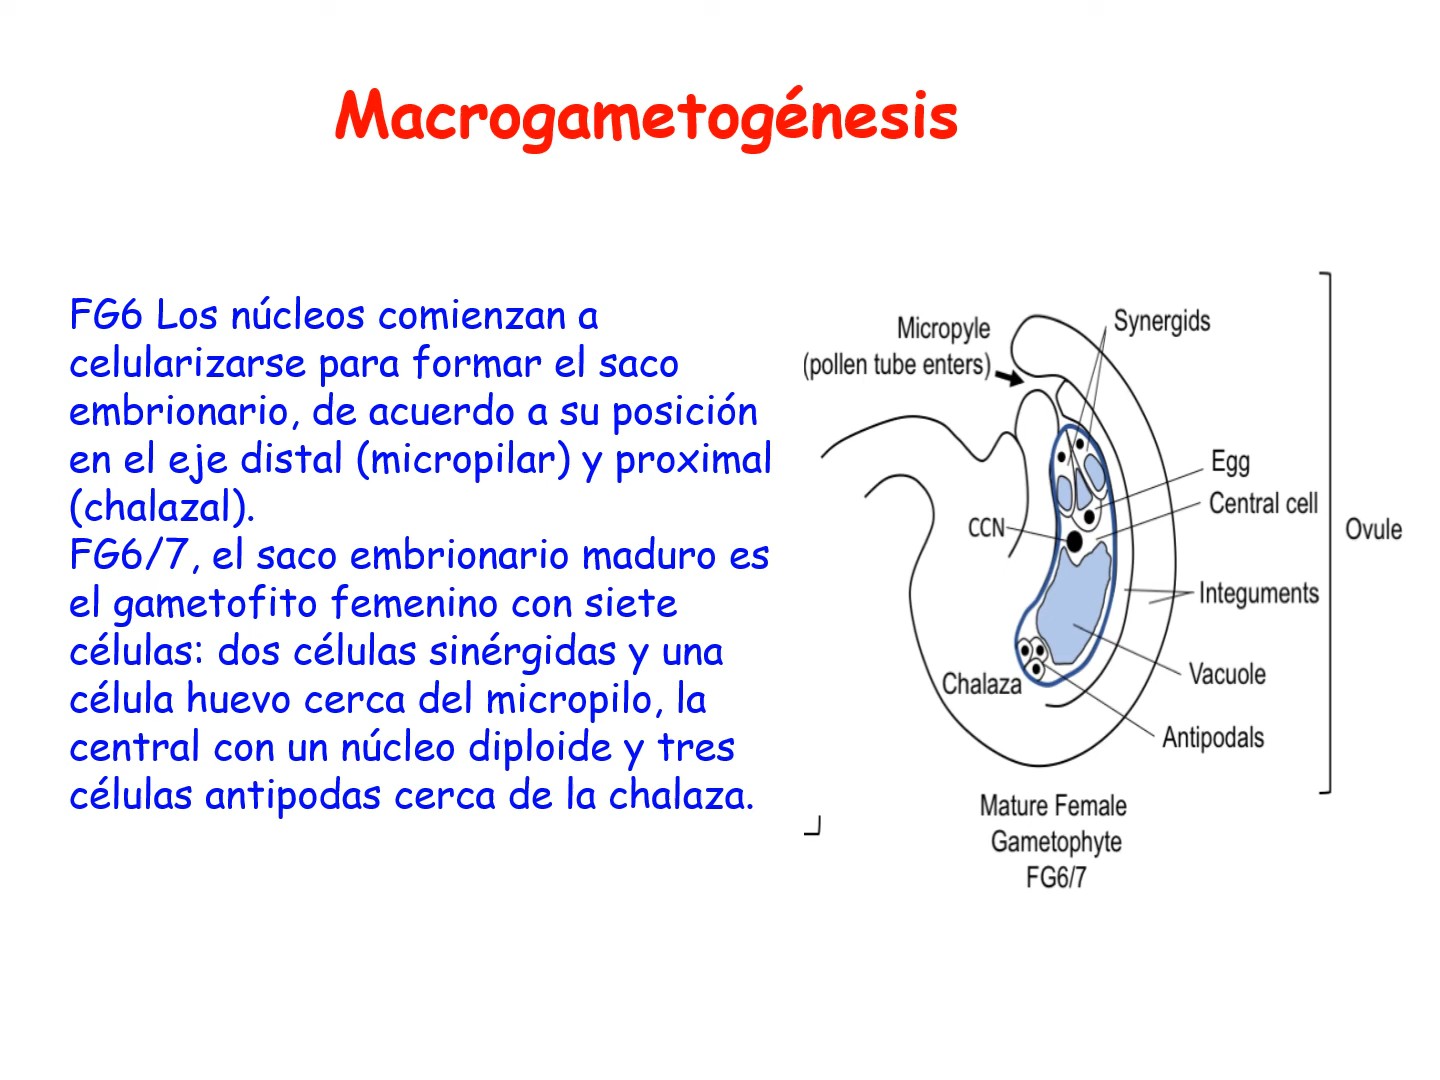 Macrogametogénesis
FG6 Los núcleos comienzan a
celularizarse para formar el saco
embrionario, de acuerdo a su posición
en el eje distal (micropilar) y proximal
(chalazal).
FG6/7, el saco embrionario maduro es
el gametofito femenino con siete
células: dos células sinérgidas y una
célula huevo cerca del micropilo, la
central con un núcleo diploide y tres
células antipodas cerca de la chalaza.
Micropyle
(pollen tube enters)
Synergids
Egg
Central cell
CCN
Ovule
Integuments
Vacuole
Chalaza
Antipodals
Mature Female
Gametophyte
FG6/7